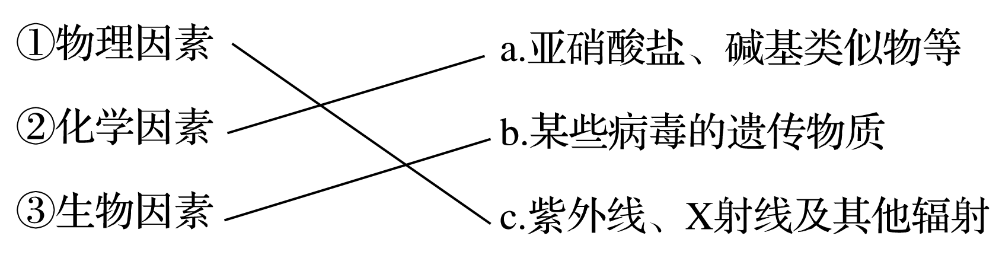 ①物理因素
a.亚硝酸盐、碱基类似物等
②化学因素
b.某些病毒的遗传物质
③生物因素
c.紫外线、X射线及其他辐射